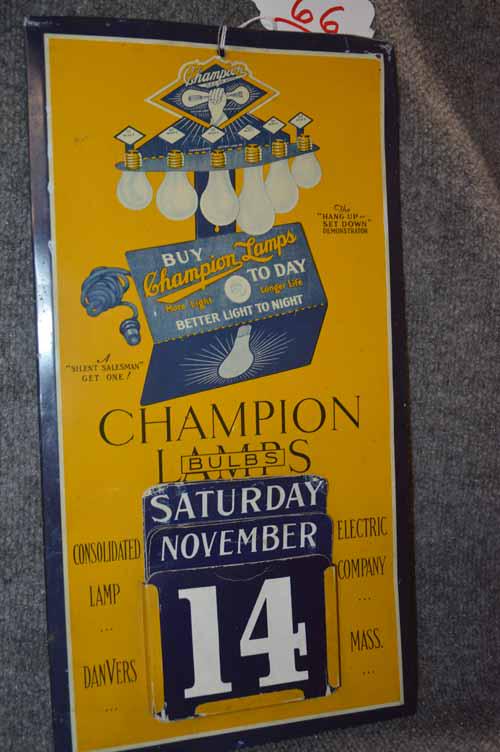 66
Champion
The
"HANG-UP or
SET DOWN"
DEMONSTRATOR
BUY
Champion Lamps
TO DAY
More Light
Longer Life
BETTER LIGHT TO NIGHT
A
"SILENT SALESMAN"
GET ONE!
CHAMPION
LAMPS
BULBS
SATURDAY
NOVEMBER
14
CONSOLIDATED
LAMP
...
DANVERS
...
ELECTRIC
COMPANY
...
MASS.
...